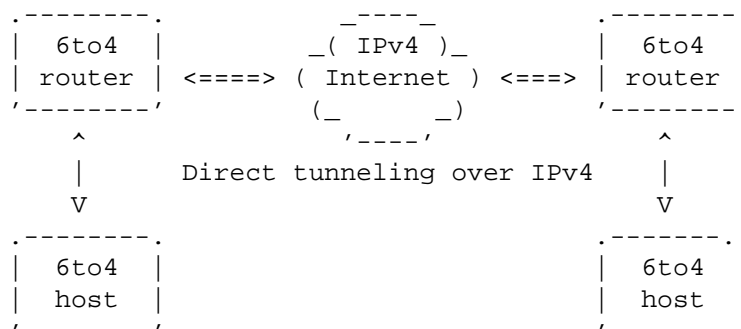 .--------.           _----_          .--------
|  6to4  |         _( IPv4 )_        |  6to4
| router | <====> ( Internet ) <===> | router
'--------'         (_      _)        '--------
    ^                '----'              ^
    |      Direct tunneling over IPv4    |
    V                                    V
.--------.                           .-------.
|  6to4  |                           |  6to4
|  host  |                           |  host
'        '                           '